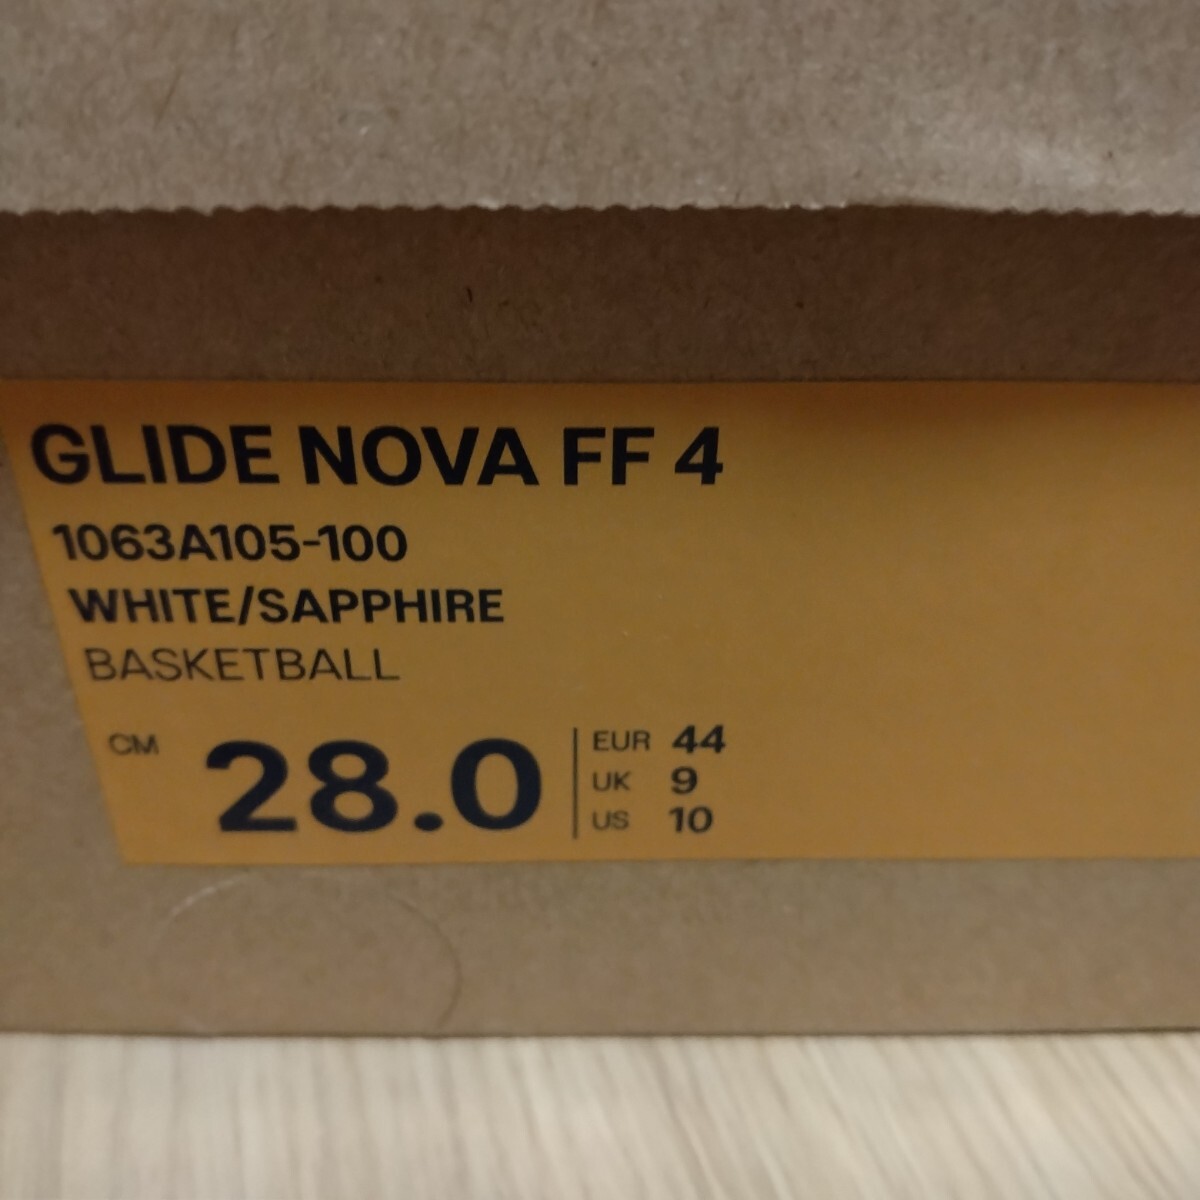 GLIDE NOVA FF 4
1063A105-100
WHITE/SAPPHIRE
BASKETBALL
CM 28.0
EUR 44
UK 9
US 10